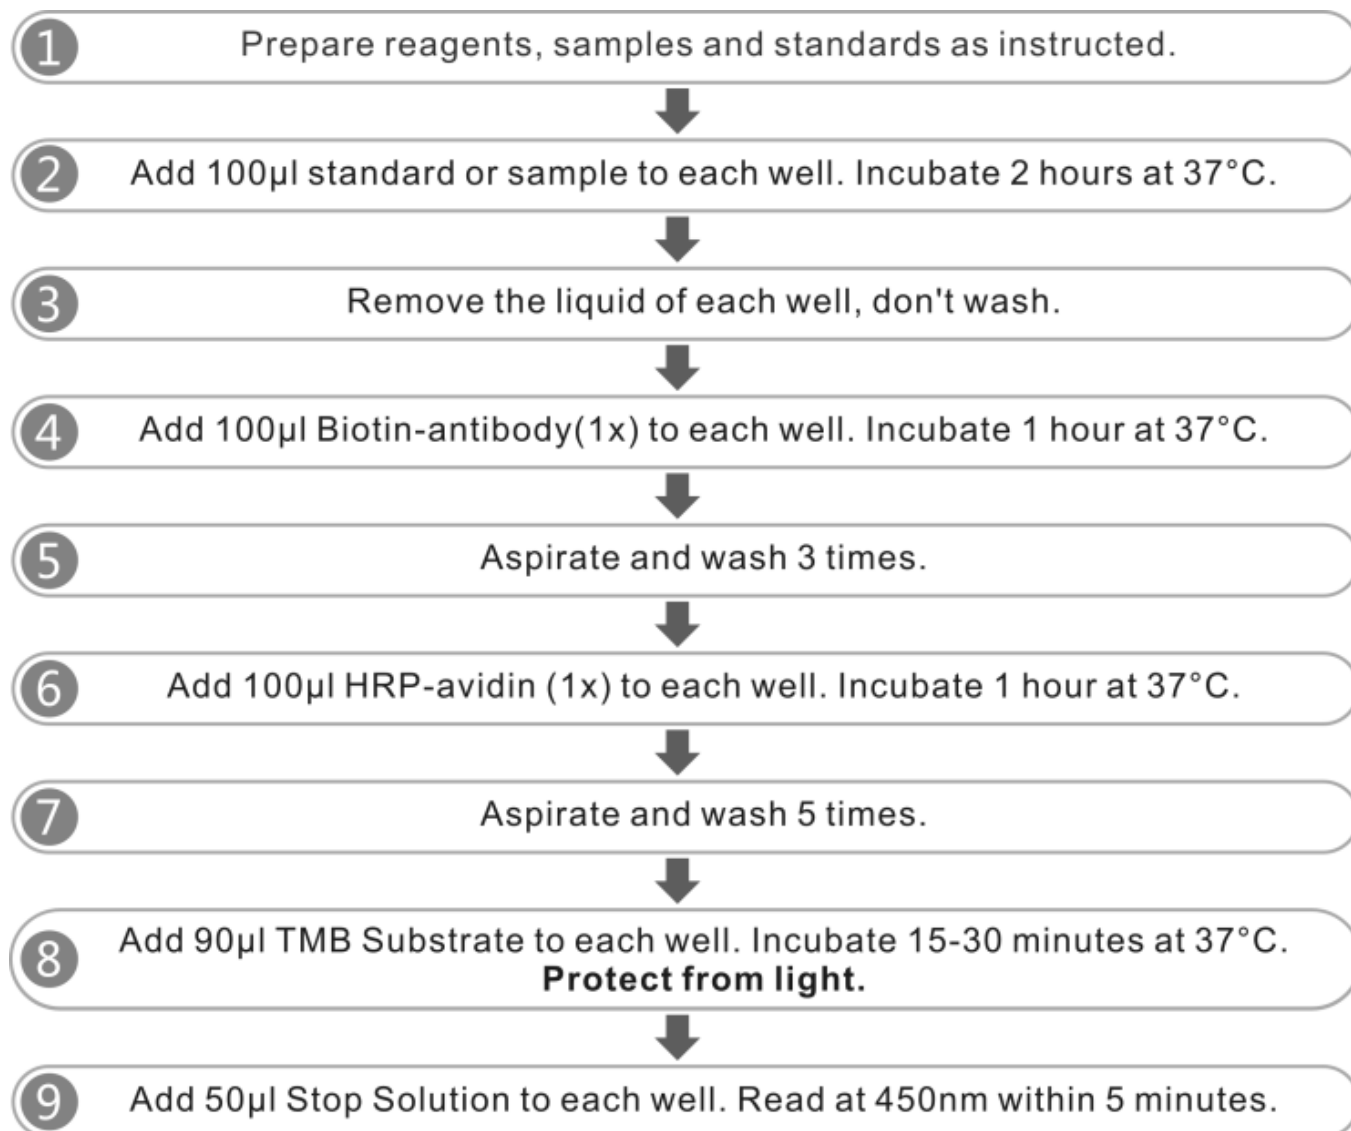 1 Prepare reagents, samples and standards as instructed.
2 Add 100µl standard or sample to each well. Incubate 2 hours at 37°C.
3 Remove the liquid of each well, don't wash.
4 Add 100µl Biotin-antibody(1x) to each well. Incubate 1 hour at 37°C.
5 Aspirate and wash 3 times.
6 Add 100µl HRP-avidin (1x) to each well. Incubate 1 hour at 37°C.
7 Aspirate and wash 5 times.
8 Add 90µl TMB Substrate to each well. Incubate 15-30 minutes at 37°C.
Protect from light.
9 Add 50µl Stop Solution to each well. Read at 450nm within 5 minutes.